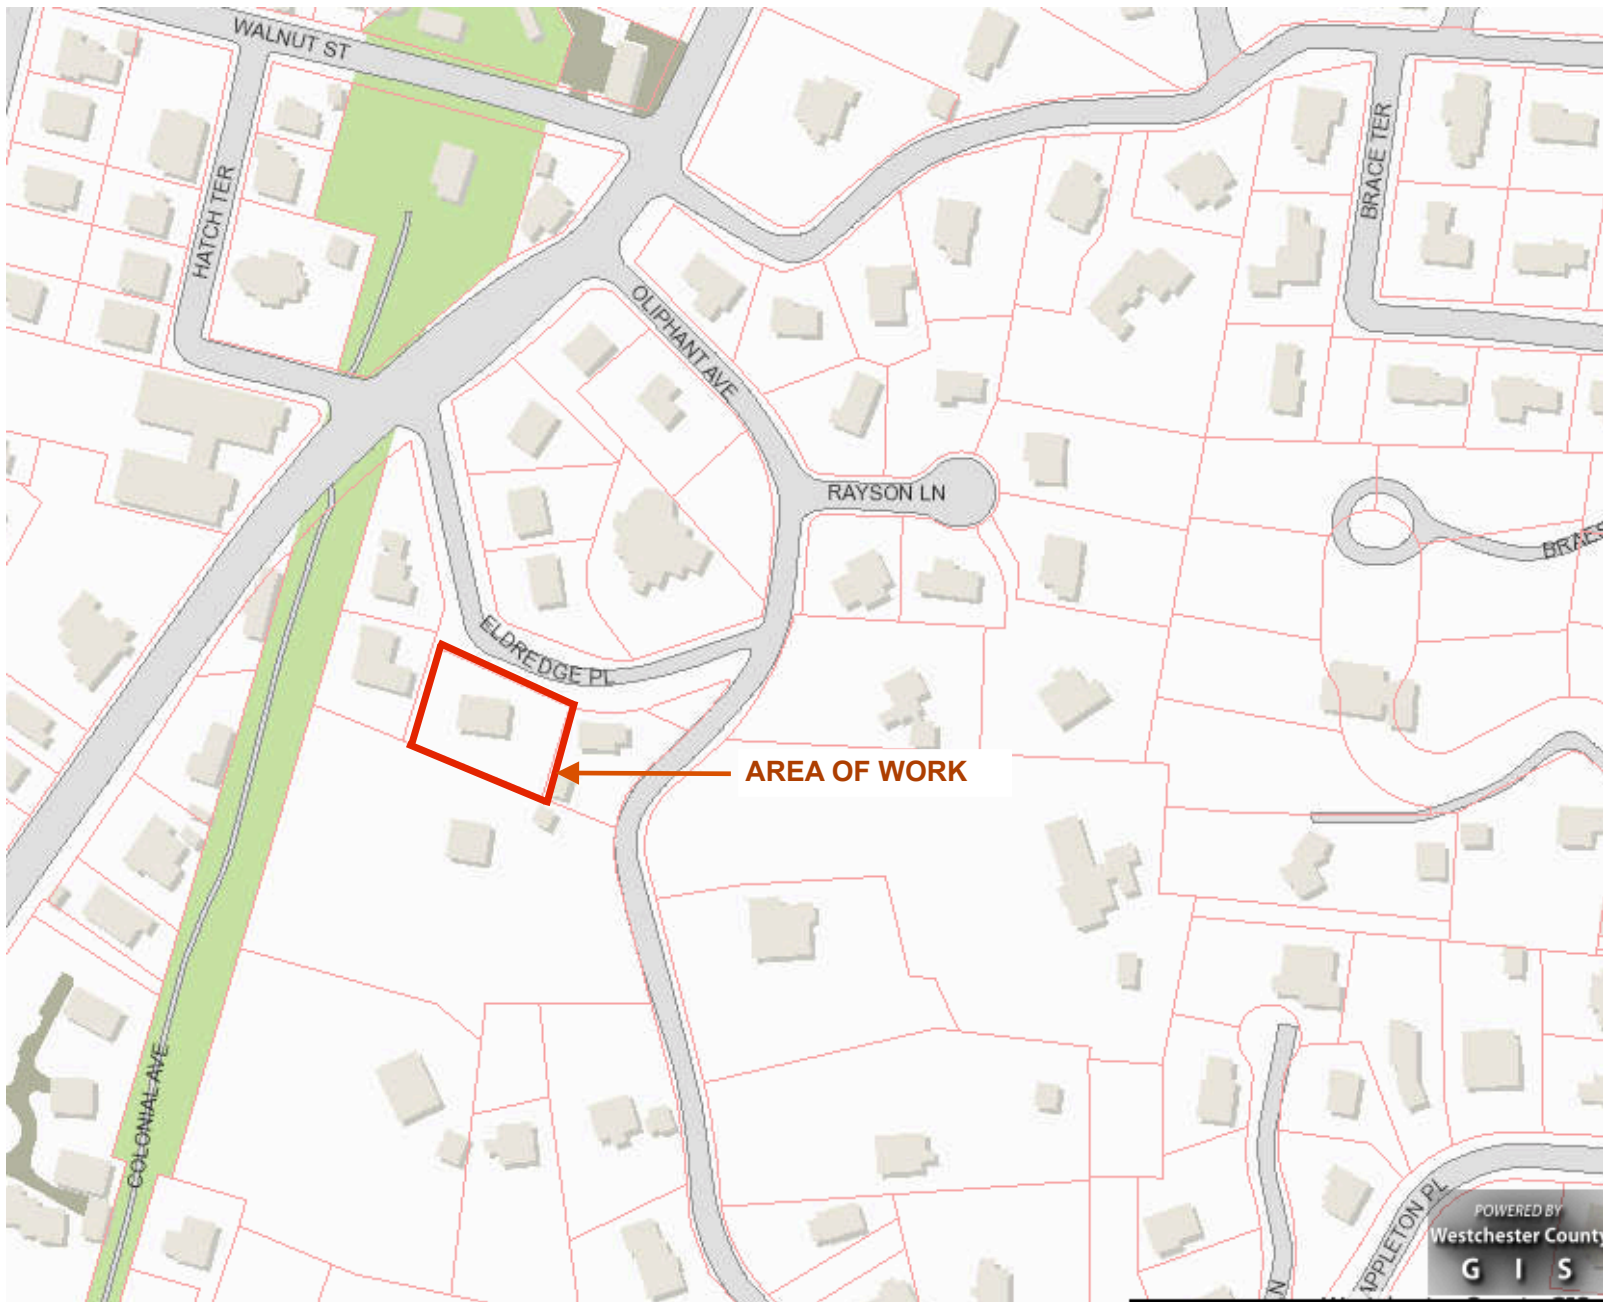 WALNUT ST
HATCH TER
BRACE TER
OLIPHANT AVE
RAYSON LN
BRAES
ELDREDGE PL
AREA OF WORK
COLONIAL AVE
APPLETON PL
POWERED BY
Westchester County
G I S
N